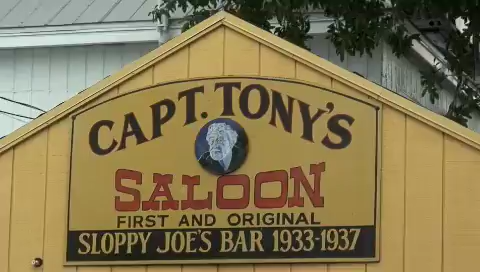 CAPT. TONY'S
SALOON
FIRST AND ORIGINAL
SLOPPY JOE'S BAR 1933-1937